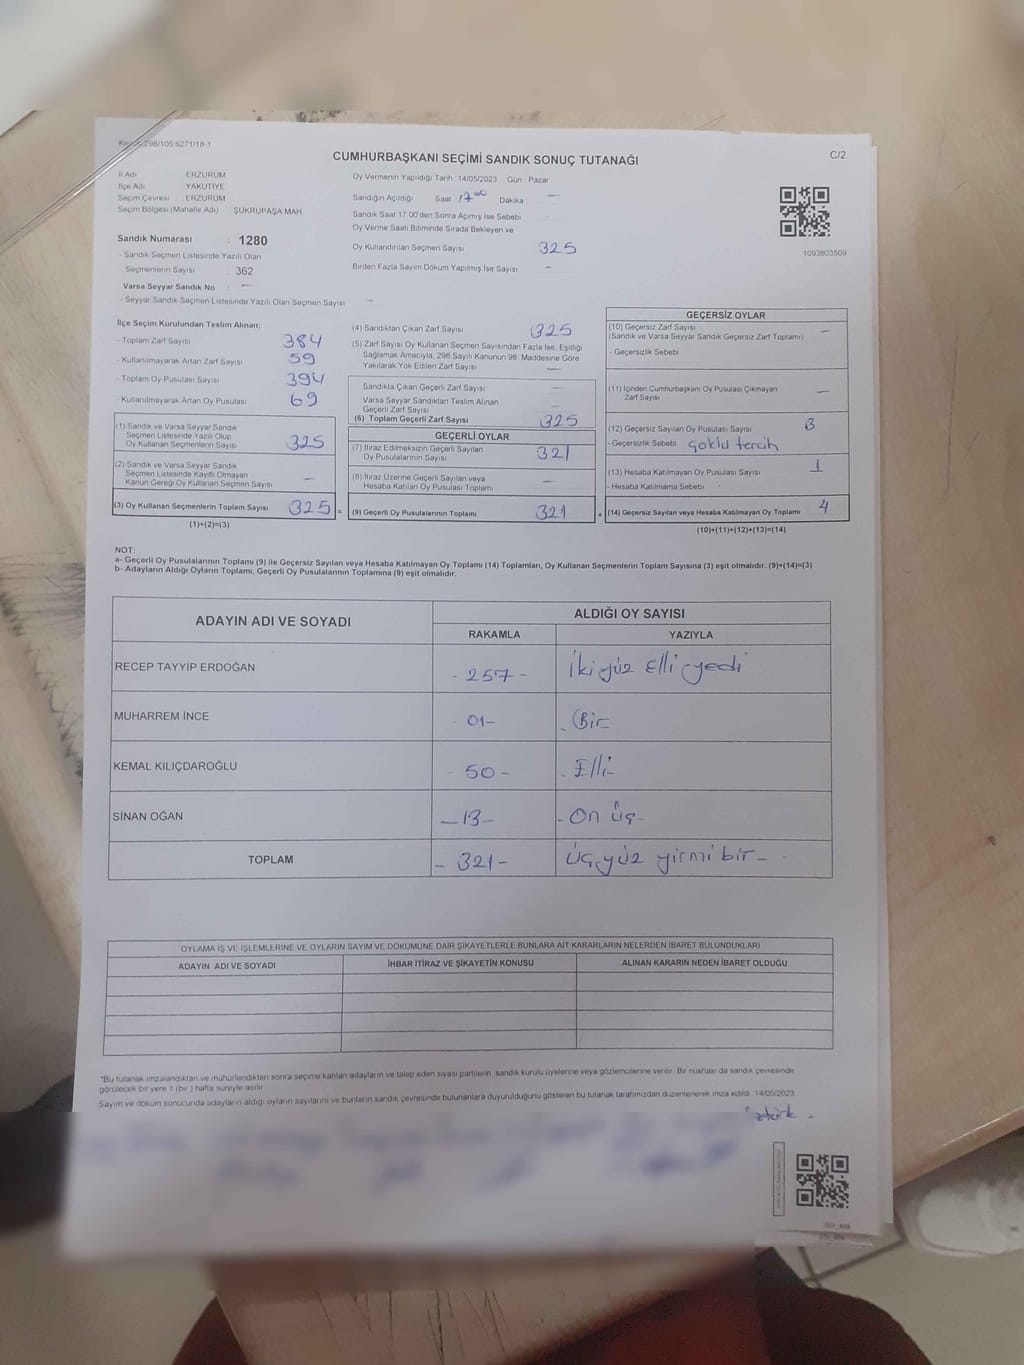 CUMHURBAŞKANI SEÇİMİ SANDIK SONUÇ TUTANAĞI
C/2
İl Adı ERZURUM
İlçe Adı YAKUTİYE
Seçim Çevresi ERZURUM
Seçim Bölgesi (Mahalle Adı) ŞÜKRÜPAŞA MAH.
Sandık Numarası : 1280
- Sandık Seçmen Listesinde Yazılı Olan
Seçmenlerin Sayısı : 362
Varsa Seyyar Sandık No : —
- Seyyar Sandık Seçmen Listesinde Yazılı Olan Seçmen Sayısı —
Oy Vermenin Yapıldığı Tarih 14/05/2023 Gün Pazar
Sandığın Açıldığı Saat 17:00 Dakika —
Sandık Saat 17.00'den Sonra Açımış İse Sebebi
Oy Verme Saati Bitiminde Sırada Bekleyen ve
Oy Kullandırılan Seçmen Sayısı 325
Birden Fazla Sayım Döküm Yapılmış İse Sayısı —
1093803509
İlçe Seçim Kurulundan Teslim Alınan;
- Toplam Zarf Sayısı 384
- Kullanılmayarak Artan Zarf Sayısı 59
- Toplam Oy Pusulası Sayısı 394
- Kullanılmayarak Artan Oy Pusulası 69
(1) Sandık ve Varsa Seyyar Sandık
Seçmen Listesinde Yazılı Olup
Oy Kullanan Seçmenlerin Sayısı 325
(2) Sandık ve Varsa Seyyar Sandık
Seçmen Listesinde Kayıtlı Olmayan
Kanun Gereği Oy Kullanan Seçmen Sayısı —
(3) Oy Kullanan Seçmenlerin Toplam Sayısı 325 =
(1)+(2)=(3)
(4) Sandıktan Çıkan Zarf Sayısı 325
(5) Zarf Sayısı Oy Kullanan Seçmen Sayısından Fazla İse, Eşitliği
Sağlamak Amacıyla, 298 Sayılı Kanunun 98. Maddesine Göre
Yakılarak Yok Edilen Zarf Sayısı —
Sandıkta Çıkan Geçerli Zarf Sayısı —
Varsa Seyyar Sandıktan Teslim Alınan
Geçerli Zarf Sayısı —
(6) Toplam Geçerli Zarf Sayısı 325
GEÇERLİ OYLAR
(7) İtiraz Edilmeksizin Geçerli Sayılan
Oy Pusulalarının Sayısı 321
(8) İtiraz Üzerine Geçerli Sayılan veya
Hesaba Katılan Oy Pusulaları Toplamı —
(9) Geçerli Oy Pusulalarının Toplamı 321 +
GEÇERSİZ OYLAR
(10) Geçersiz Zarf Sayısı —
(Sandık ve Varsa Seyyar Sandık Geçersiz Zarf Toplamı)
- Geçersizlik Sebebi
(11) İçinden Cumhurbaşkanı Oy Pusulası Çıkmayan
Zarf Sayısı —
(12) Geçersiz Sayılan Oy Pusulası Sayısı 3
- Geçersizlik Sebebi Çoklu tercih
(13) Hesaba Katılmayan Oy Pusulası Sayısı 1
- Hesaba Katılmama Sebebi
(14) Geçersiz Sayılan veya Hesaba Katılmayan Oy Toplamı 4
(10)+(11)+(12)+(13)=(14)
NOT:
a- Geçerli Oy Pusulalarının Toplamı (9) ile Geçersiz Sayılan veya Hesaba Katılmayan Oy Toplamı (14) Toplamları, Oy Kullanan Seçmenlerin Toplam Sayısına (3) eşit olmalıdır. (9)+(14)=(3)
b- Adayların Aldığı Oyların Toplamı, Geçerli Oy Pusulalarının Toplamına (9) eşit olmalıdır.
ADAYIN ADI VE SOYADI
ALDIĞI OY SAYISI
RAKAMLA YAZIYLA
RECEP TAYYİP ERDOĞAN - 257 - İkiyüz Elli yedi
MUHARREM İNCE 01- - Bir
KEMAL KILIÇDAROĞLU - 50 - - Elli
SİNAN OĞAN -13- - On üç -
TOPLAM - 321 - Üçyüz yirmi bir -
OYLAMA İŞ VE İŞLEMLERİNE VE OYLARIN SAYIM VE DÖKÜMÜNE DAİR ŞİKAYETLERLE BUNLARA AİT KARARLARIN NELERDEN İBARET BULUNDUKLARI
ADAYIN ADI VE SOYADI İHBAR İTİRAZ VE ŞİKAYETİN KONUSU ALINAN KARARIN NEDEN İBARET OLDUĞU
*Bu tutanak imzalandıktan ve mühürlendikten sonra seçime katılan adayların ve talep eden siyasi partilerin sandık kurulu üyelerine veya gözlemcilerine verilir. Bir nüshası da sandık çevresinde
görülecek bir yere 1 (bir) hafta süreyle asılır.
Sayım ve döküm sonucunda adayların aldığı oyların sayılarını ve bunların sandık çevresinde bulunanlara duyurulduğunu gösteren bu tutanak tarafımızdan düzenlenerek imza edildi. 14/05/2023